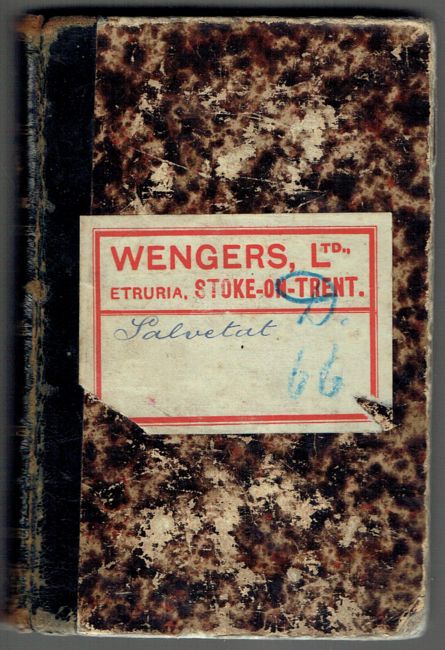 WENGERS, LTD.,
ETRURIA, STOKE-ON-TRENT.
Salvetat
D.
66